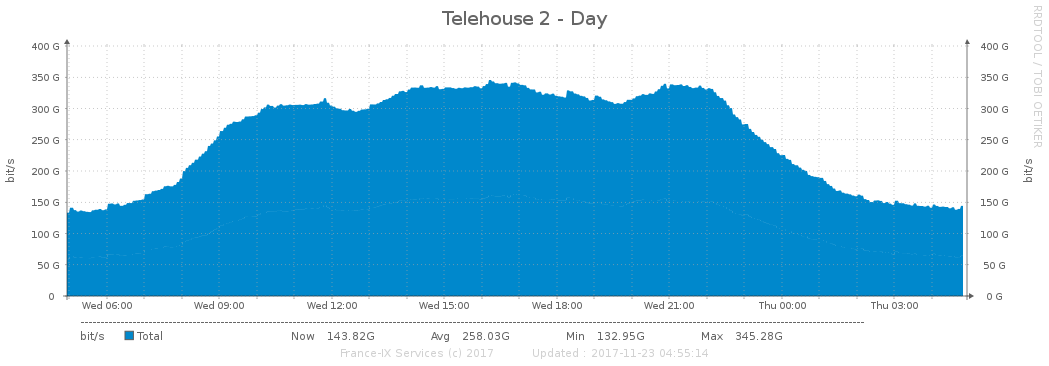 Telehouse 2 - Day
RRDTOOL / TOBI OETIKER
bit/s
bit/s
400 G 400 G
350 G 350 G
300 G 300 G
250 G 250 G
200 G 200 G
150 G 150 G
100 G 100 G
50 G 50 G
0 0 G
Wed 06:00 Wed 09:00 Wed 12:00 Wed 15:00 Wed 18:00 Wed 21:00 Thu 00:00 Thu 03:00
bit/s Total Now 143.82G Avg 258.03G Min 132.95G Max 345.28G
France-IX Services (c) 2017 Updated : 2017-11-23 04:55:14